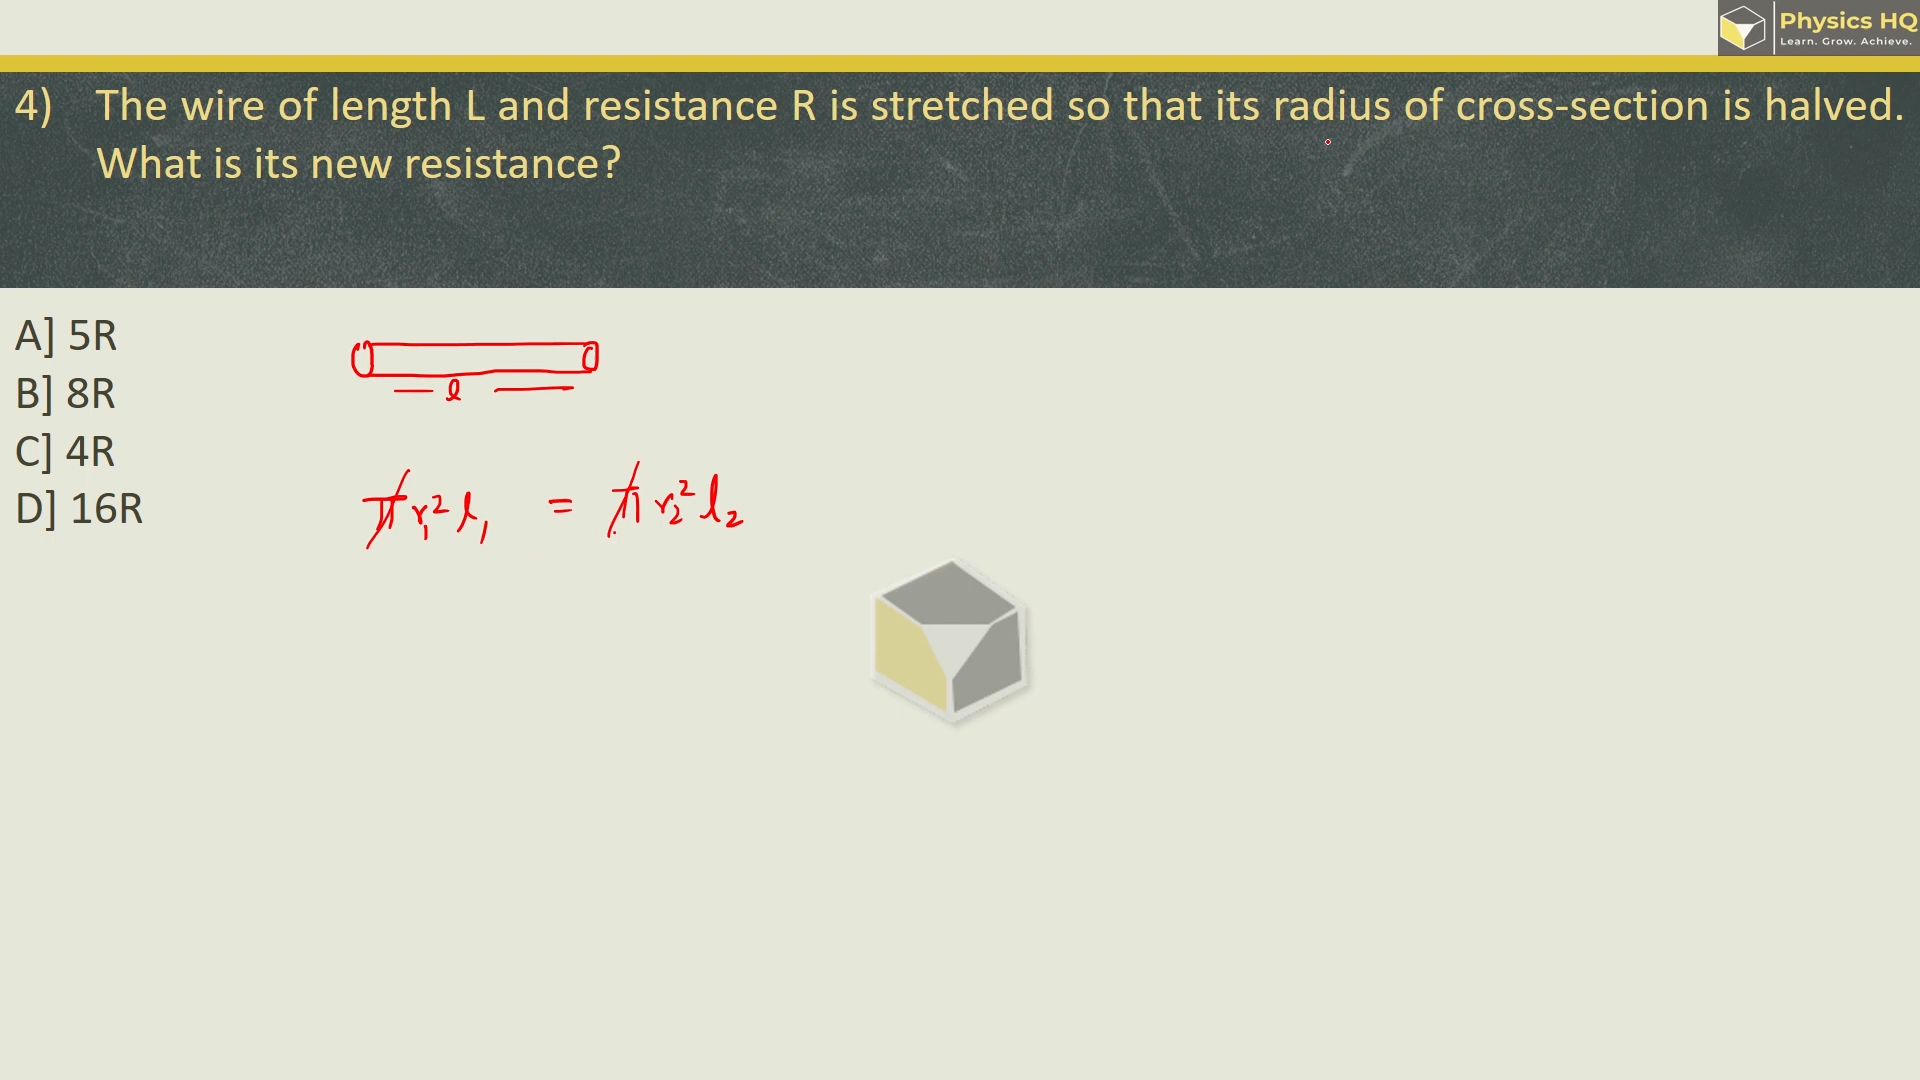 Physics HQ
Learn. Grow. Achieve.
4) The wire of length L and resistance R is stretched so that its radius of cross-section is halved.
What is its new resistance?
A] 5R
B] 8R
C] 4R
D] 16R
l
πr₁²l₁ = πr₂²l₂